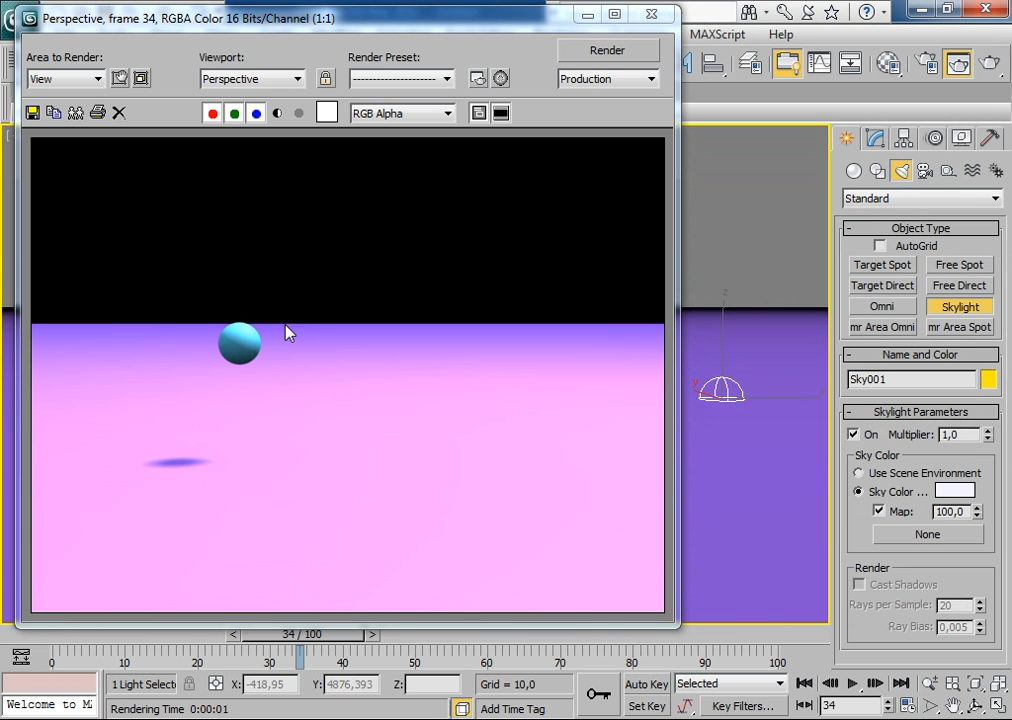 Perspective, frame 34, RGBA Color 16 Bits/Channel (1:1)
MAXScript Help
Area to Render: Viewport: Render Preset: Render
View Perspective ---------------------- Production
RGB Alpha
Standard
- Object Type
AutoGrid
Target Spot Free Spot
Target Direct Free Direct
Omni Skylight
mr Area Omni mr Area Spot
- Name and Color
Sky001
- Skylight Parameters
On Multiplier: 1,0
Sky Color
Use Scene Environment
Sky Color ...
Map: 100,0
None
Render
Cast Shadows
Rays per Sample: 20
Ray Bias: 0,005
z
y
x
< 34 / 100 >
0 10 20 30 40 50 60 70 80 90 100
1 Light Select X: -418,95 Y: 4876,393 Z: Grid = 10,0 Auto Key Selected
Welcome to M Rendering Time 0:00:01 Add Time Tag Set Key Key Filters... 34